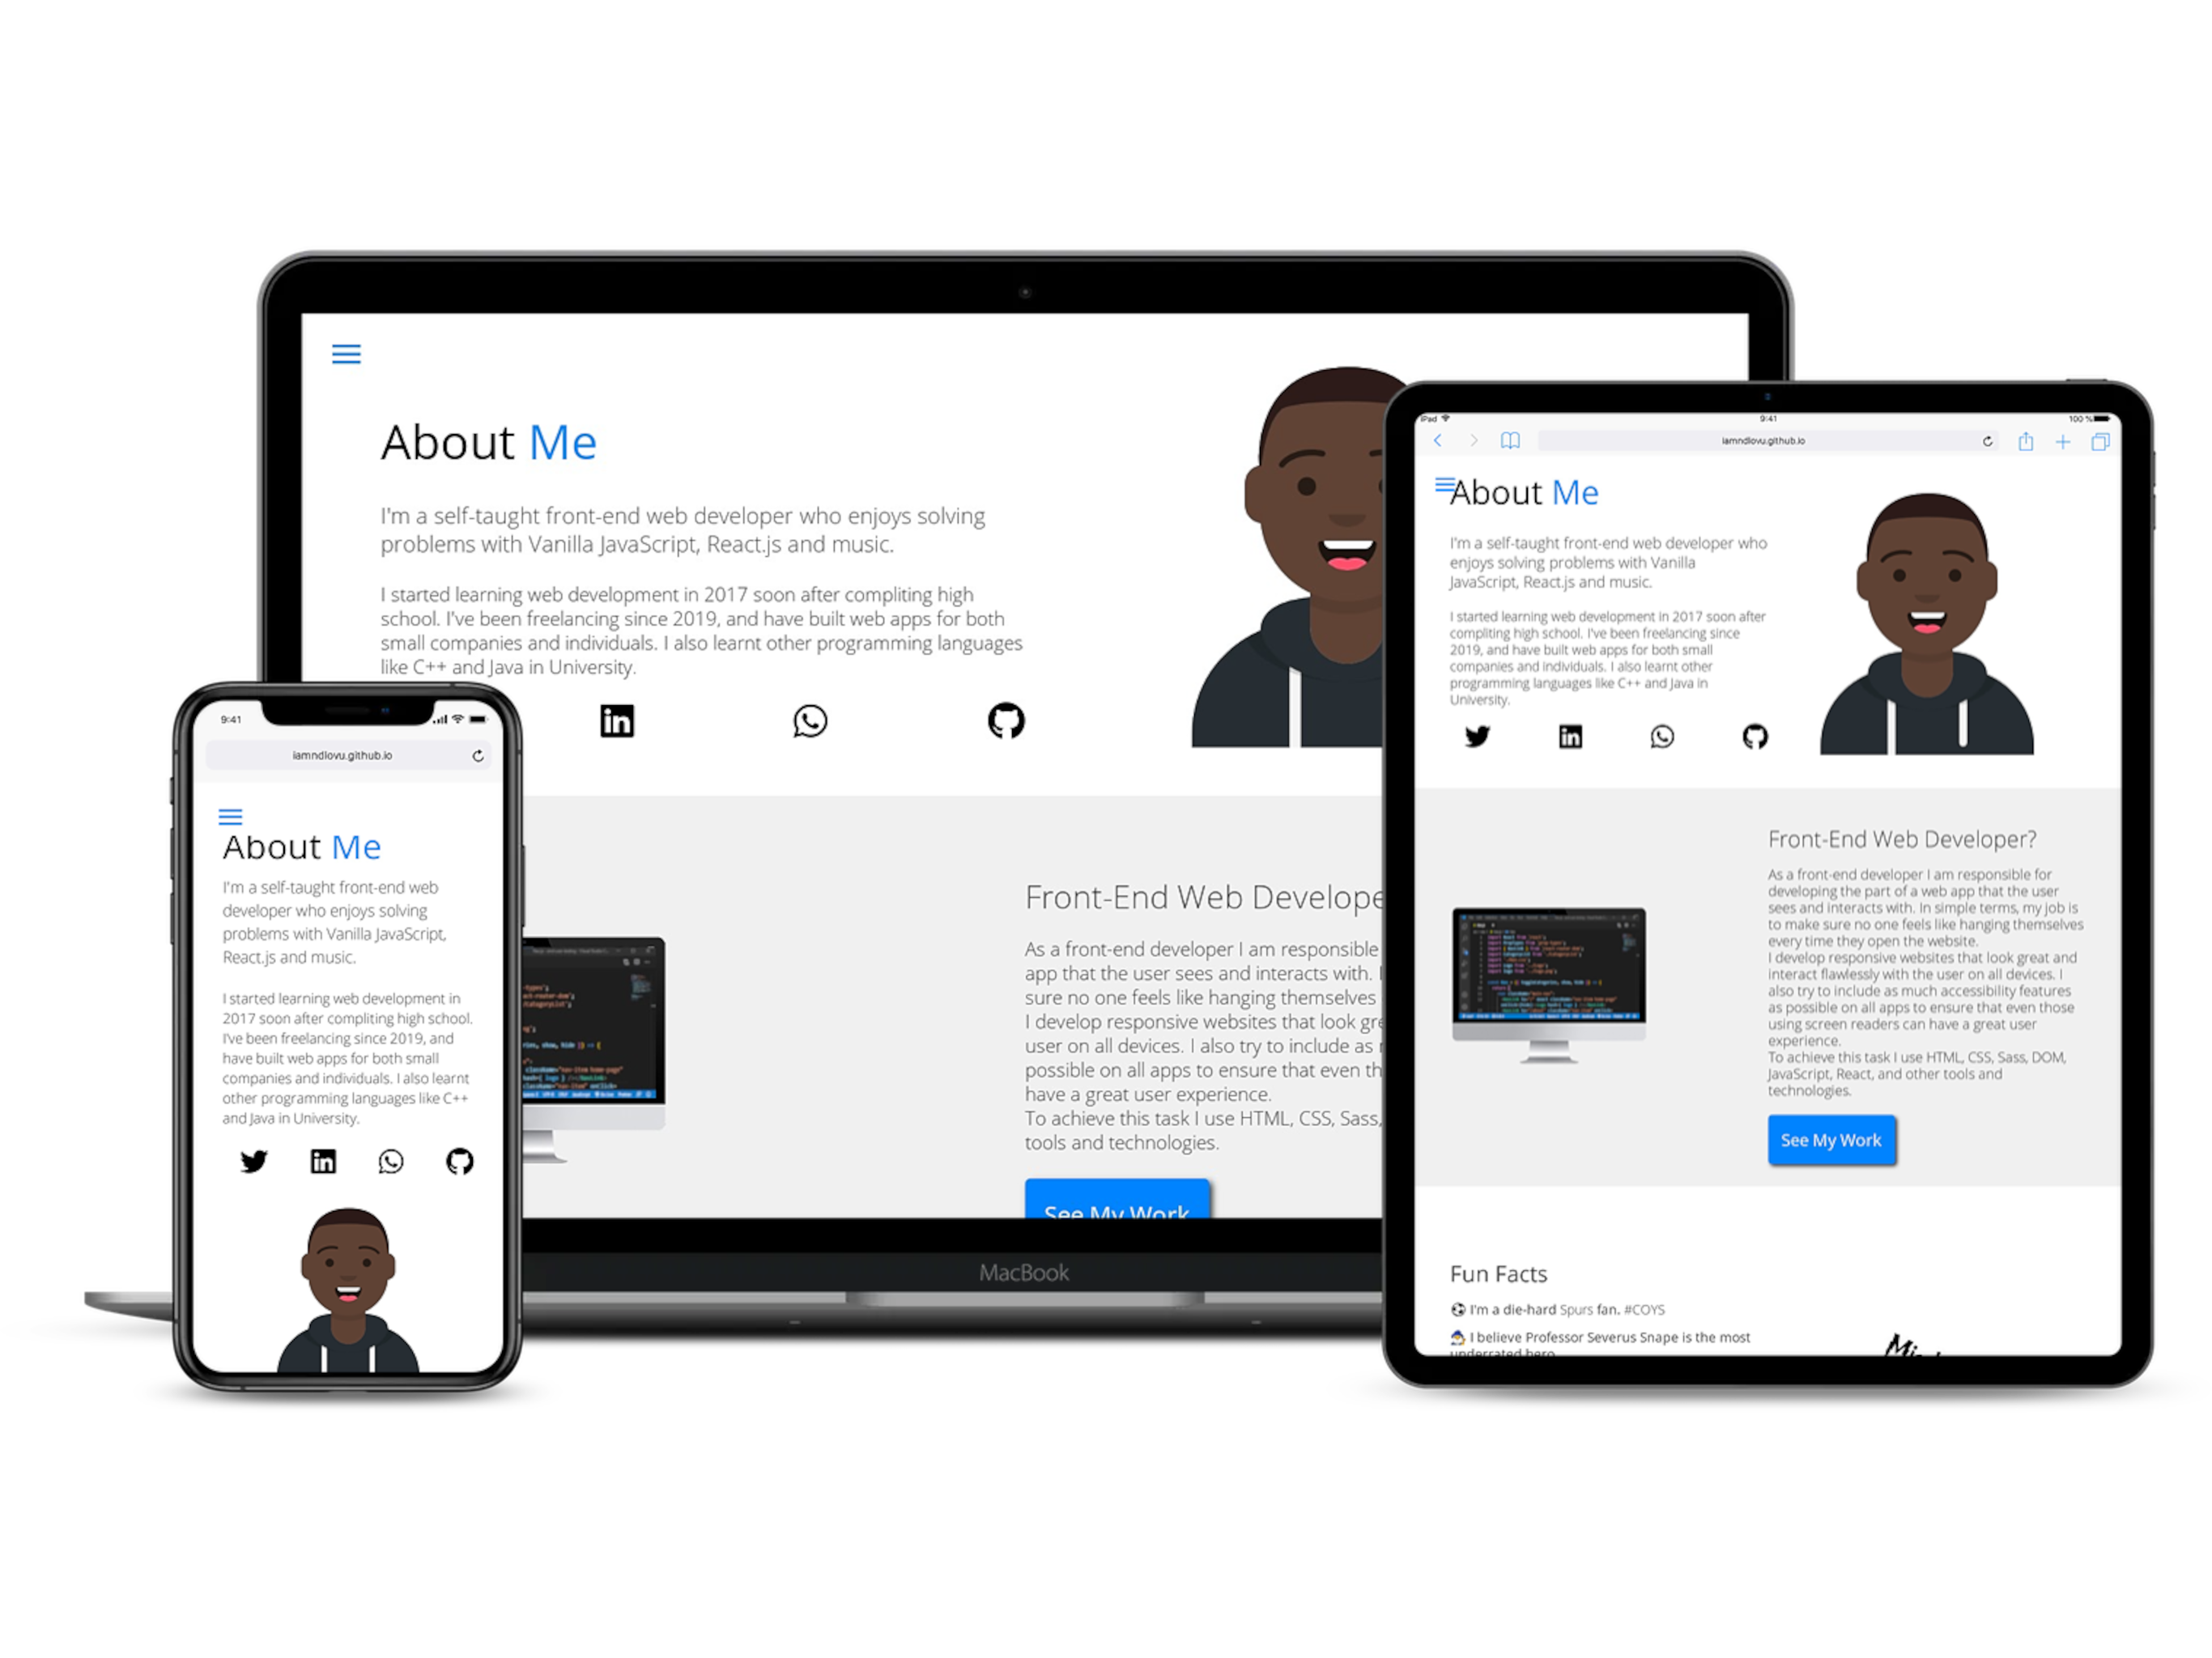 About Me
I'm a self-taught front-end web developer who enjoys solving
problems with Vanilla JavaScript, React.js and music.
I started learning web development in 2017 soon after compliting high
school. I've been freelancing since 2019, and have built web apps for both
small companies and individuals. I also learnt other programming languages
like C++ and Java in University.
in
Front-End Web Develope
As a front-end developer I am responsible
app that the user sees and interacts with.
sure no one feels like hanging themselves
I develop responsive websites that look gre
user on all devices. I also try to include as
possible on all apps to ensure that even th
have a great user experience.
To achieve this task I use HTML, CSS, Sass,
tools and technologies.
See My Work
MacBook
9:41
iamndlovu.github.io
About Me
I'm a self-taught front-end web
developer who enjoys solving
problems with Vanilla JavaScript,
React.js and music.
I started learning web development in
2017 soon after compliting high school.
I've been freelancing since 2019, and
have built web apps for both small
companies and individuals. I also learnt
other programming languages like C++
and Java in University.
in
iPad 9:41 100 %
iamndlovu.github.io
About Me
I'm a self-taught front-end web developer who
enjoys solving problems with Vanilla
JavaScript, React.js and music.
I started learning web development in 2017 soon after
compliting high school. I've been freelancing since
2019, and have built web apps for both small
companies and individuals. I also learnt other
programming languages like C++ and Java in
University.
in
Front-End Web Developer?
As a front-end developer I am responsible for
developing the part of a web app that the user
sees and interacts with. In simple terms, my job is
to make sure no one feels like hanging themselves
every time they open the website.
I develop responsive websites that look great and
interact flawlessly with the user on all devices. I
also try to include as much accessibility features
as possible on all apps to ensure that even those
using screen readers can have a great user
experience.
To achieve this task I use HTML, CSS, Sass, DOM,
JavaScript, React, and other tools and
technologies.
See My Work
Fun Facts
I'm a die-hard Spurs fan. #COYS
I believe Professor Severus Snape is the most
underrated hero